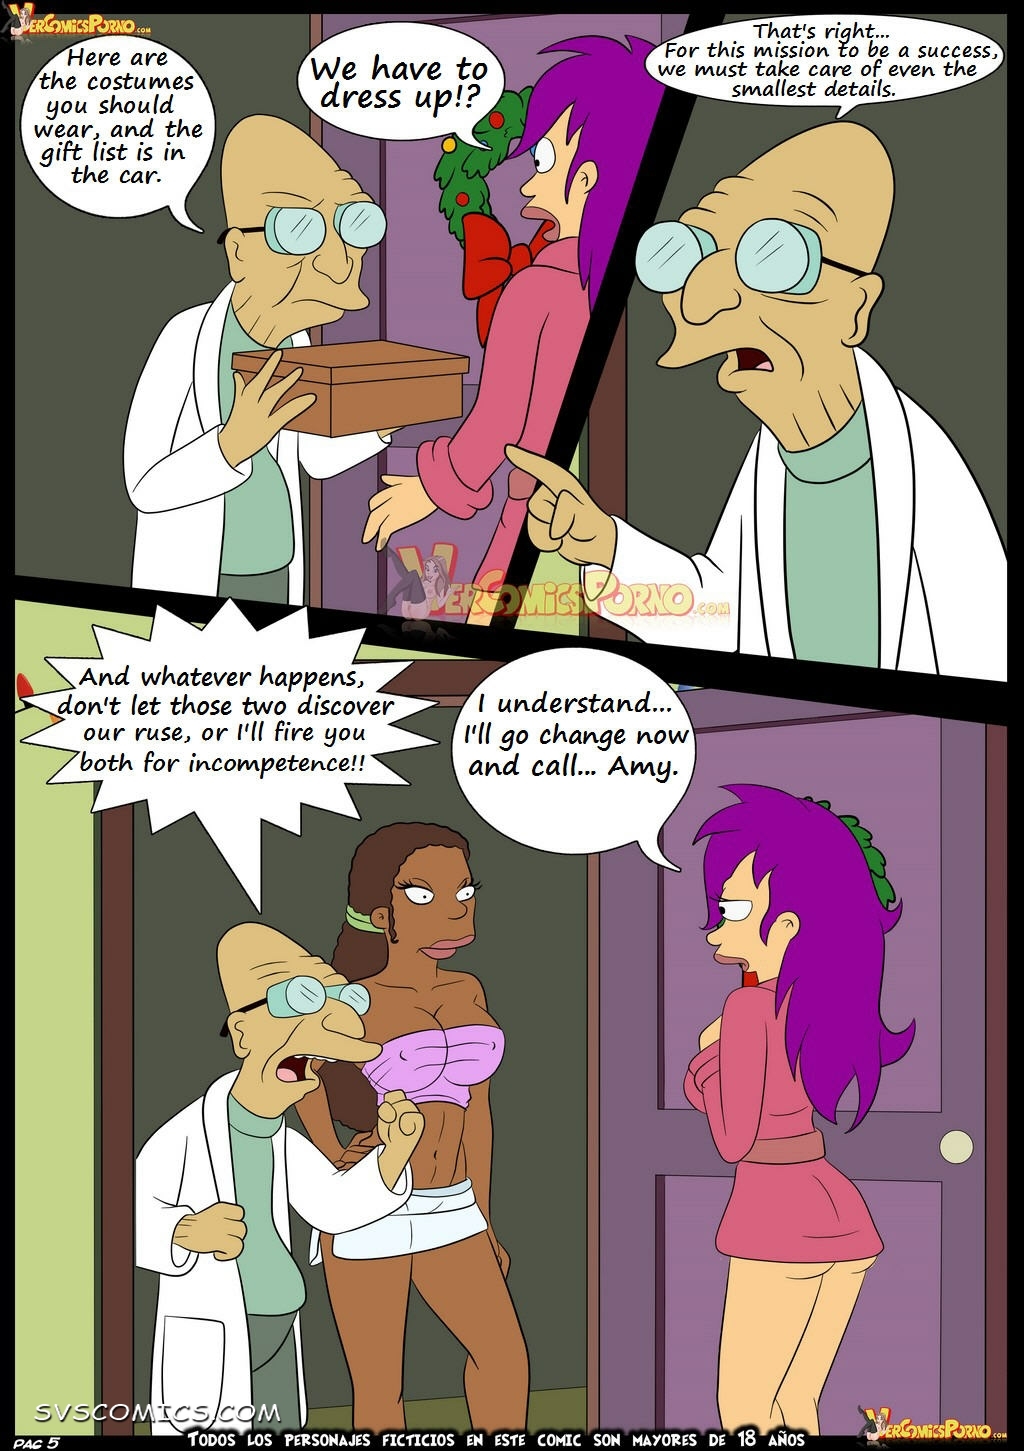 VerComicsPorno.com
Here are
the costumes
you should
wear, and the
gift list is in
the car.
We have to
dress up!?
That's right...
For this mission to be a success,
we must take care of even the
smallest details.
VerComicsPorno.com
And whatever happens,
don't let those two discover
our ruse, or I'll fire you
both for incompetence!!
I understand...
I'll go change now
and call... Amy.
SVSCOMICS.COM
PAG 5
Todos los personajes ficticios en este comic son mayores de 18 años
VerComicsPorno.com